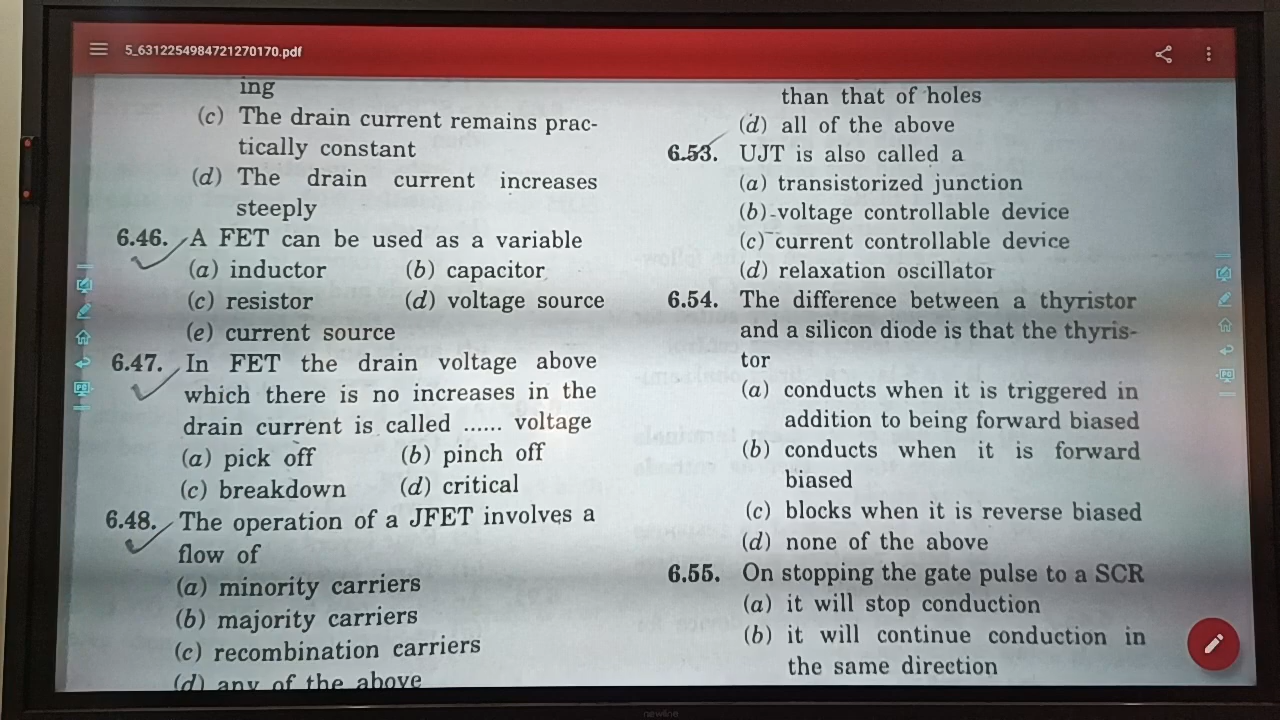 5_6312254984721270170.pdf
ing
(c) The drain current remains prac-
tically constant
(d) The drain current increases
steeply
6.46. A FET can be used as a variable
(a) inductor (b) capacitor
(c) resistor (d) voltage source
(e) current source
6.47. In FET the drain voltage above
which there is no increases in the
drain current is called ...... voltage
(a) pick off (b) pinch off
(c) breakdown (d) critical
6.48. The operation of a JFET involves a
flow of
(a) minority carriers
(b) majority carriers
(c) recombination carriers
(d) any of the above
than that of holes
(d) all of the above
6.53. UJT is also called a
(a) transistorized junction
(b) voltage controllable device
(c) current controllable device
(d) relaxation oscillator
6.54. The difference between a thyristor
and a silicon diode is that the thyris-
tor
(a) conducts when it is triggered in
addition to being forward biased
(b) conducts when it is forward
biased
(c) blocks when it is reverse biased
(d) none of the above
6.55. On stopping the gate pulse to a SCR
(a) it will stop conduction
(b) it will continue conduction in
the same direction
newline